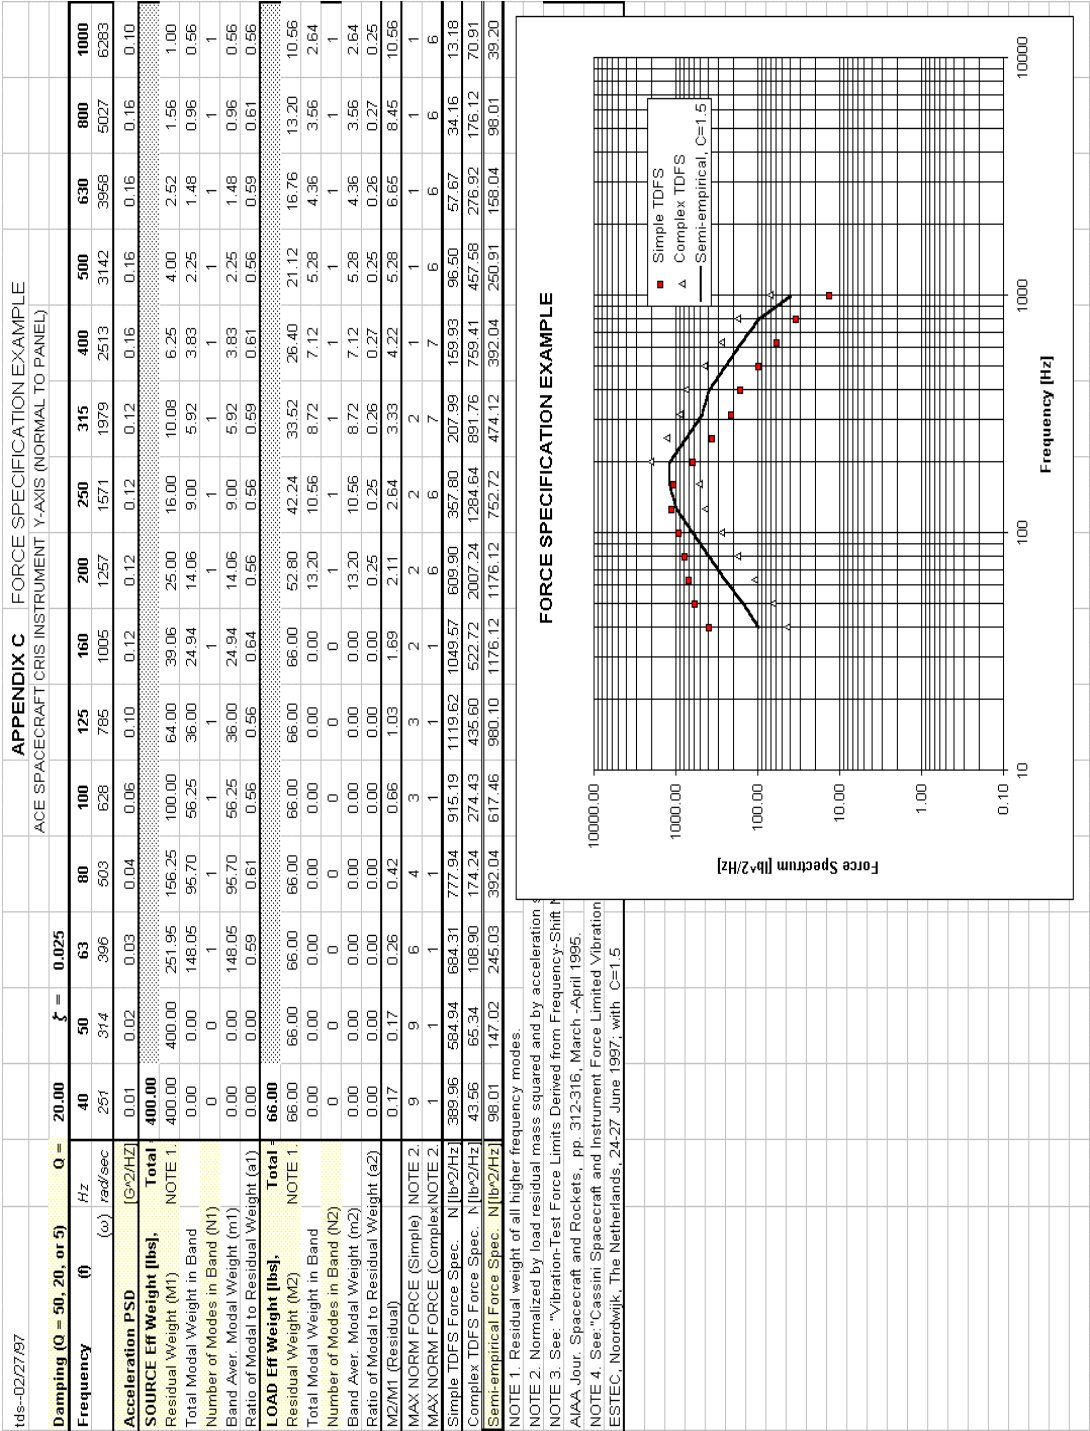 tds--02/27/97
APPENDIX C FORCE SPECIFICATION EXAMPLE
ACE SPACECRAFT CRIS INSTRUMENT Y-AXIS (NORMAL TO PANEL)
Damping (Q = 50, 20, or 5) Q = 20.00 ζ = 0.025
Frequency (f) Hz 40 50 63 80 100 125 160 200 250 315 400 500 630 800 1000
(ω) rad/sec 251 314 396 503 628 785 1005 1257 1571 1979 2513 3142 3958 5027 6283
Acceleration PSD [G^2/HZ] 0.01 0.02 0.03 0.04 0.06 0.10 0.12 0.12 0.12 0.12 0.16 0.16 0.16 0.16 0.10
SOURCE Eff Weight [lbs], Total 400.00
Residual Weight (M1) NOTE 1. 400.00 400.00 251.95 156.25 100.00 64.00 39.06 25.00 16.00 10.08 6.25 4.00 2.52 1.56 1.00
Total Modal Weight in Band 0.00 0.00 148.05 95.70 56.25 36.00 24.94 14.06 9.00 5.92 3.83 2.25 1.48 0.96 0.56
Number of Modes in Band (N1) 0 0 1 1 1 1 1 1 1 1 1 1 1 1 1
Band Aver. Modal Weight (m1) 0.00 0.00 148.05 95.70 56.25 36.00 24.94 14.06 9.00 5.92 3.83 2.25 1.48 0.96 0.56
Ratio of Modal to Residual Weight (a1) 0.00 0.00 0.59 0.61 0.56 0.56 0.64 0.56 0.56 0.59 0.61 0.56 0.59 0.61 0.56
LOAD Eff Weight [lbs], Total = 66.00
Residual Weight (M2) NOTE 1. 66.00 66.00 66.00 66.00 66.00 66.00 66.00 52.80 42.24 33.52 26.40 21.12 16.76 13.20 10.56
Total Modal Weight in Band 0.00 0.00 0.00 0.00 0.00 0.00 0.00 13.20 10.56 8.72 7.12 5.28 4.36 3.56 2.64
Number of Modes in Band (N2) 0 0 0 0 0 0 0 1 1 1 1 1 1 1 1
Band Aver. Modal Weight (m2) 0.00 0.00 0.00 0.00 0.00 0.00 0.00 13.20 10.56 8.72 7.12 5.28 4.36 3.56 2.64
Ratio of Modal to Residual Weight (a2) 0.00 0.00 0.00 0.00 0.00 0.00 0.00 0.25 0.25 0.26 0.27 0.25 0.26 0.27 0.25
M2/M1 (Residual) 0.17 0.17 0.26 0.42 0.66 1.03 1.69 2.11 2.64 3.33 4.22 5.28 6.65 8.45 10.56
MAX NORM FORCE (Simple) NOTE 2. 9 9 6 4 3 3 2 2 2 2 1 1 1 1 1
MAX NORM FORCE (Complex NOTE 2. 1 1 1 1 1 1 1 6 6 7 7 6 6 6 6
Simple TDFS Force Spec. N[lb^2/Hz] 389.96 584.94 684.31 777.94 915.19 1119.62 1049.57 609.90 357.80 207.99 159.93 96.50 57.67 34.16 13.18
Complex TDFS Force Spec. N[lb^2/Hz] 43.56 65.34 108.90 174.24 274.43 435.60 522.72 2007.24 1284.64 891.76 759.41 457.58 276.92 176.12 70.91
Semi-empirical Force Spec. N[lb^2/Hz] 98.01 147.02 245.03 392.04 617.46 980.10 1176.12 1176.12 752.72 474.12 392.04 250.91 158.04 98.01 39.20
NOTE 1. Residual weight of all higher frequency modes.
NOTE 2. Normalized by load residual mass squared and by acceleration s
NOTE 3. See: "Vibration-Test Force Limits Derived from Frequency-Shift M
AIAA Jour. Spacecraft and Rockets, pp. 312-316, March -April 1995.
NOTE 4. See: "Cassini Spacecraft and Instrument Force Limited Vibration
ESTEC, Noordwijk, The Netherlands, 24-27 June 1997; with C=1.5
FORCE SPECIFICATION EXAMPLE
Force Spectrum [lb^2/Hz]
10000.00
1000.00
100.00
10.00
1.00
0.10
10 100 1000 10000
Frequency [Hz]
Simple TDFS
Complex TDFS
Semi-empirical, C=1.5